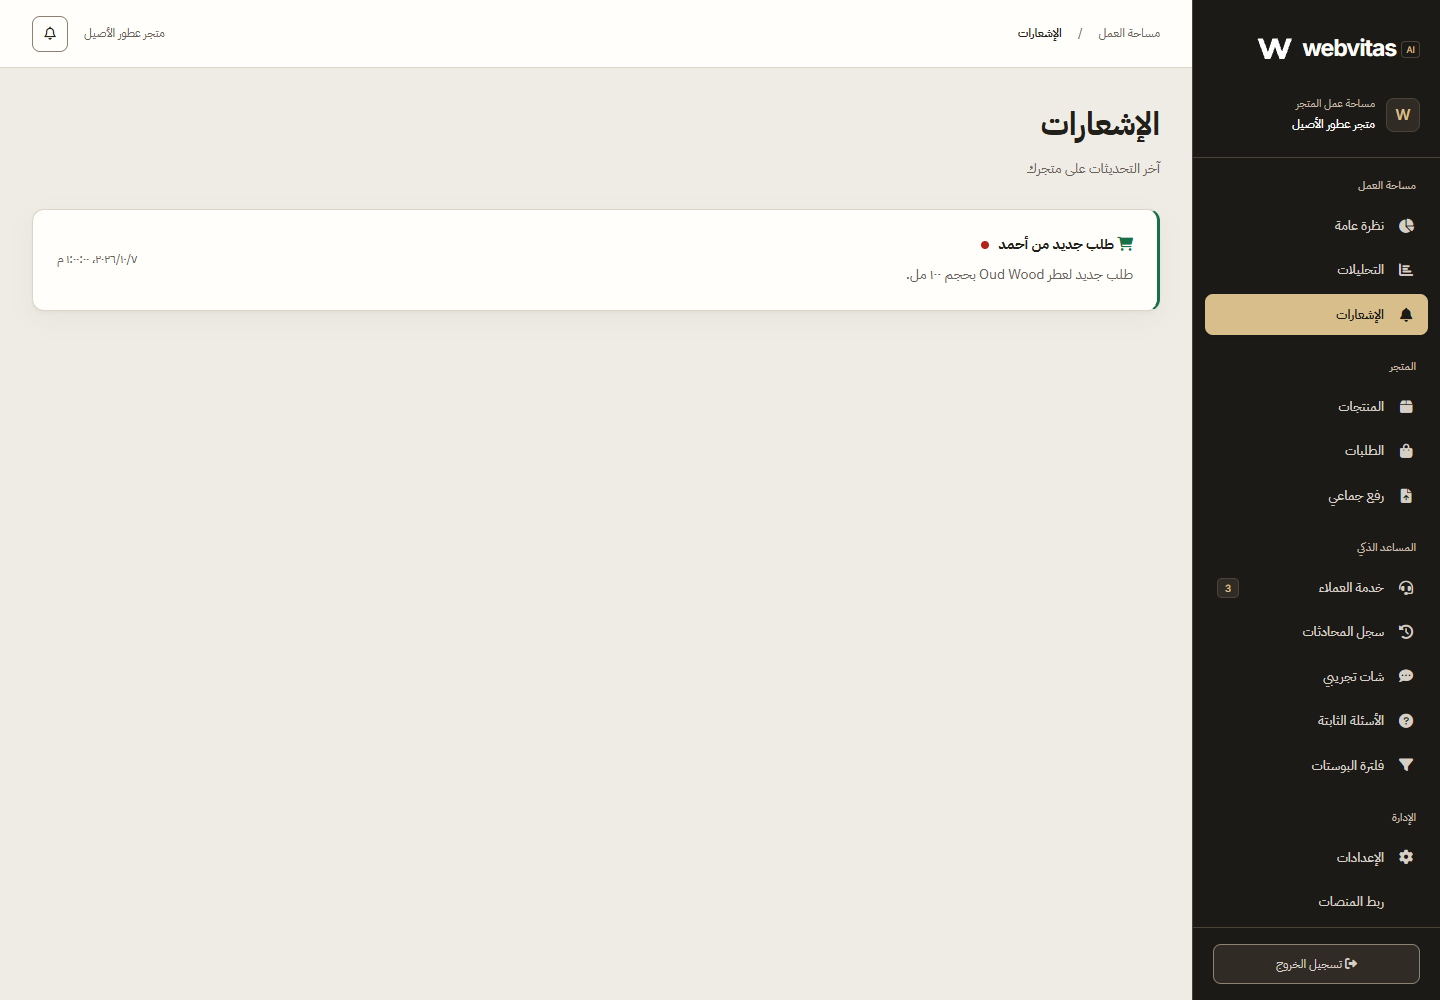 webvitas AI
W
مساحة عمل المتجر
متجر عطور الأصيل
مساحة العمل
نظرة عامة
التحليلات
الإشعارات
المتجر
المنتجات
الطلبات
رفع جماعي
المساعد الذكي
خدمة العملاء
3
سجل المحادثات
شات تجريبي
الأسئلة الثابتة
فلترة البوستات
الإدارة
الإعدادات
ربط المنصات
تسجيل الخروج
مساحة العمل / الإشعارات
متجر عطور الأصيل
الإشعارات
آخر التحديثات على متجرك
طلب جديد من أحمد
طلب جديد لعطر Oud Wood بحجم ١٠٠ مل.
٢٠٢٦/١٠/٧، ١:٠٠:٠٠ م